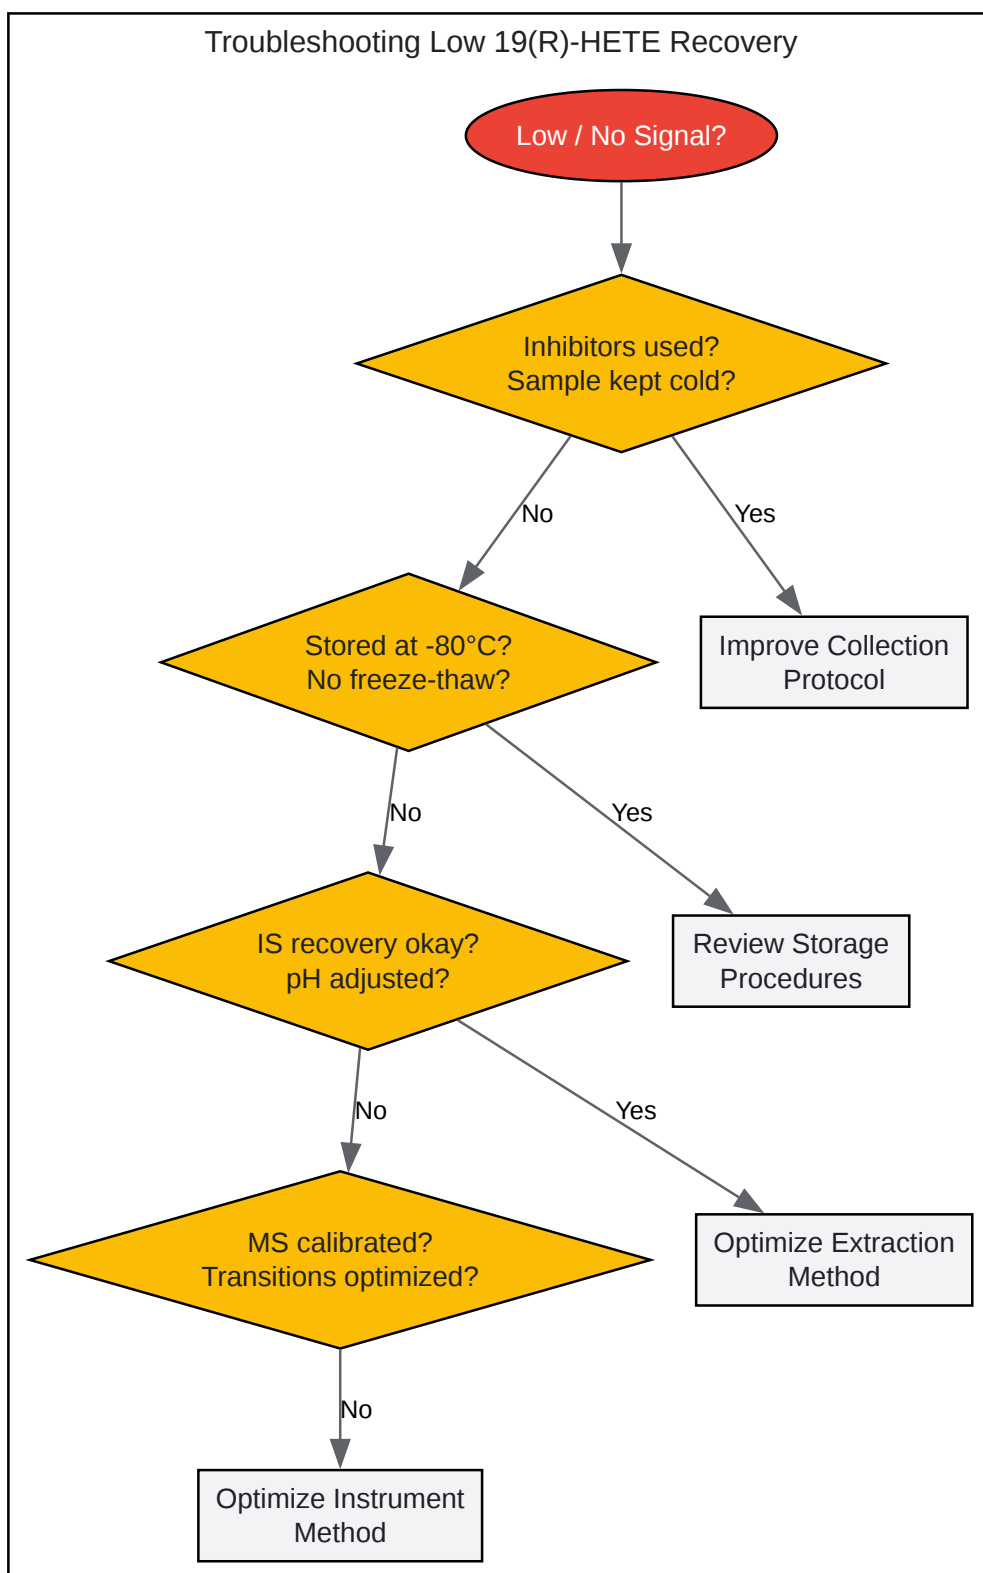 Troubleshooting Low 19(R)-HETE Recovery
Low / No Signal?
Inhibitors used?
Sample kept cold?
No
Yes
Stored at -80°C?
No freeze-thaw?
Improve Collection
Protocol
No
Yes
IS recovery okay?
pH adjusted?
Review Storage
Procedures
No
Yes
MS calibrated?
Transitions optimized?
Optimize Extraction
Method
No
Optimize Instrument
Method